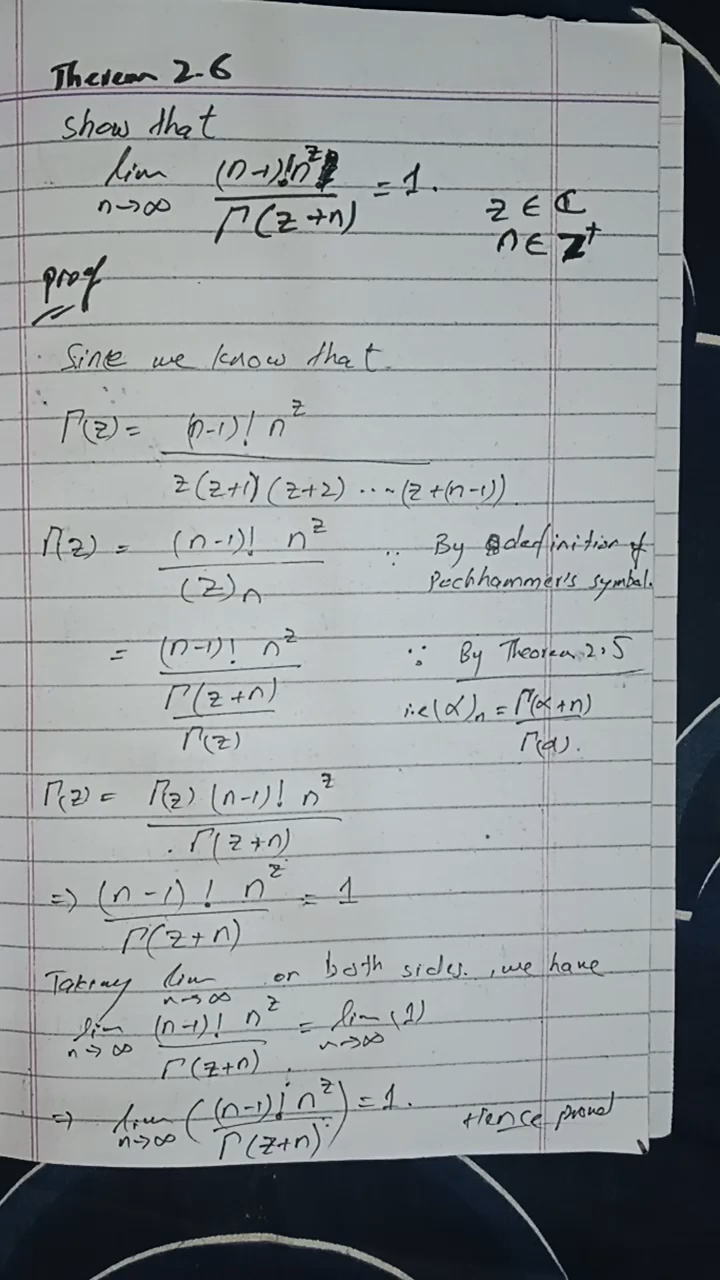 Theorem 2.6
show that
lim n→∞ (n-1)! n^z / Γ(z+n) = 1. z ∈ ℂ
n ∈ Z⁺
proof
Since we know that
Γ(z) = (n-1)! n^z / z(z+1)(z+2)....(z+(n-1))
Γ(z) = (n-1)! n^z / (z)_n ∵ By definition of
Pochhammer's symbol.
= (n-1)! n^z / (Γ(z+n) / Γ(z)) ∵ By Theorem 2.5
i.e (α)_n = Γ(α+n) / Γ(α).
Γ(z) = Γ(z) (n-1)! n^z / Γ(z+n)
⇒ (n-1)! n^z / Γ(z+n) = 1
Taking lim n→∞ on both sides, we have
lim n→∞ (n-1)! n^z / Γ(z+n) = lim n→∞ (1)
⇒ lim n→∞ ((n-1)! n^z / Γ(z+n)) = 1. Hence proved